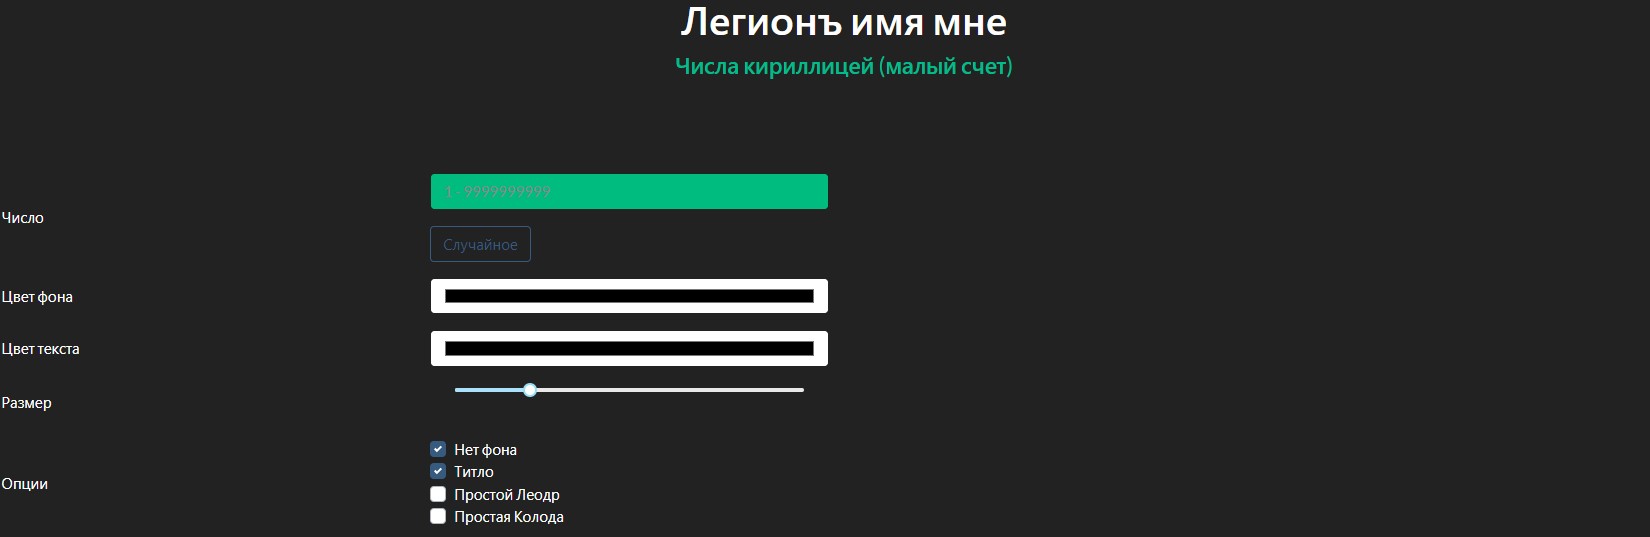 Легионъ имя мне
Числа кириллицей (малый счет)
Число
1 - 9999999999
Случайное
Цвет фона
Цвет текста
Размер
Опции
Нет фона
Титло
Простой Леодр
Простая Колода